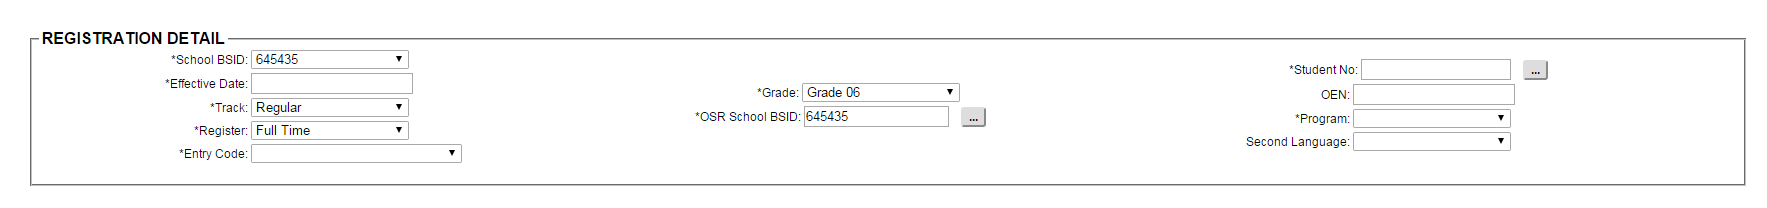 REGISTRATION DETAIL
*School BSID: 645435
*Effective Date:
*Track: Regular
*Register: Full Time
*Entry Code:
*Grade: Grade 06
*OSR School BSID: 645435 ...
*Student No: ...
OEN:
*Program:
Second Language: